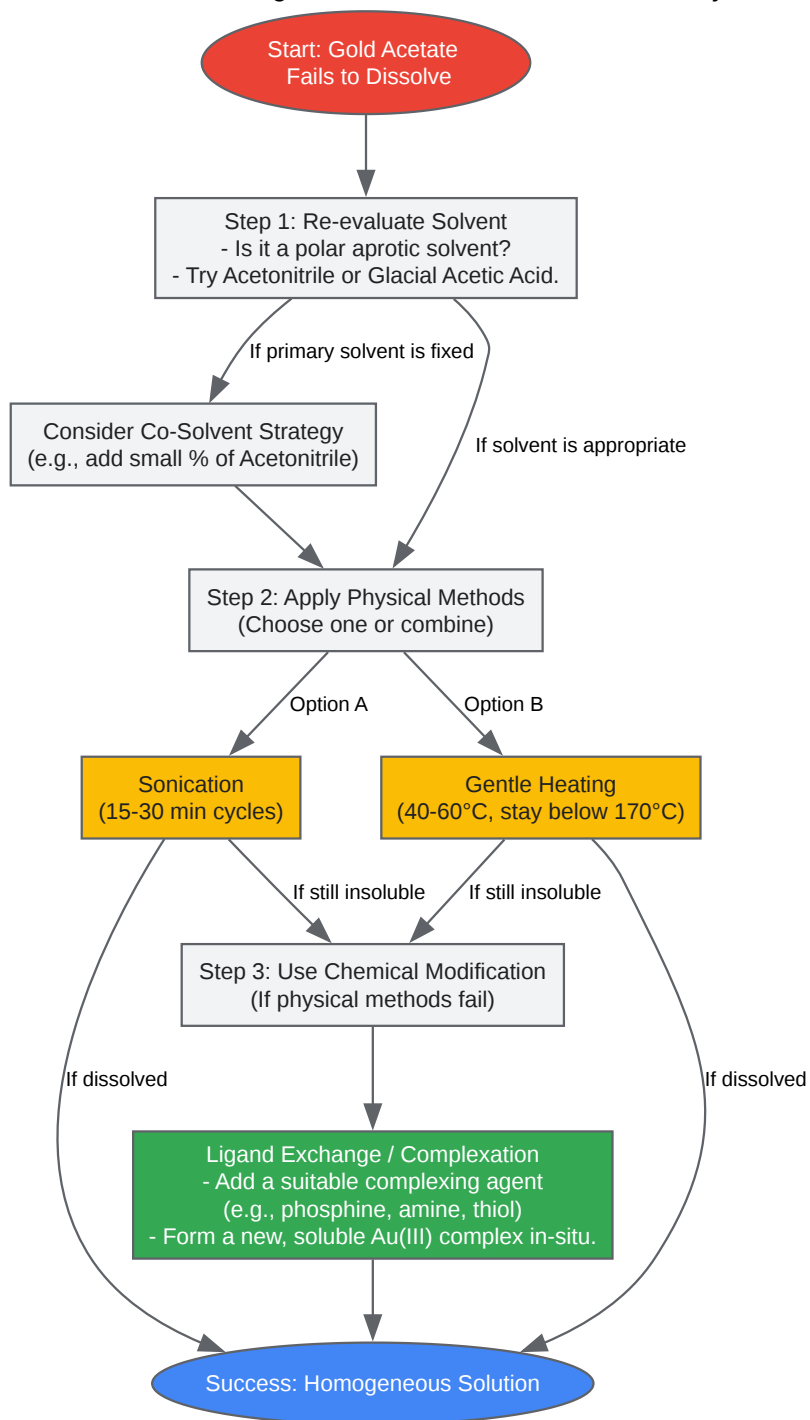 Start: Gold Acetate
Fails to Dissolve
Step 1: Re-evaluate Solvent
- Is it a polar aprotic solvent?
- Try Acetonitrile or Glacial Acetic Acid.
If primary solvent is fixed
Consider Co-Solvent Strategy
(e.g., add small % of Acetonitrile)
If solvent is appropriate
Step 2: Apply Physical Methods
(Choose one or combine)
Option A
Option B
Sonication
(15-30 min cycles)
Gentle Heating
(40-60°C, stay below 170°C)
If still insoluble
If still insoluble
Step 3: Use Chemical Modification
(If physical methods fail)
If dissolved
If dissolved
Ligand Exchange / Complexation
- Add a suitable complexing agent
(e.g., phosphine, amine, thiol)
- Form a new, soluble Au(III) complex in-situ.
Success: Homogeneous Solution